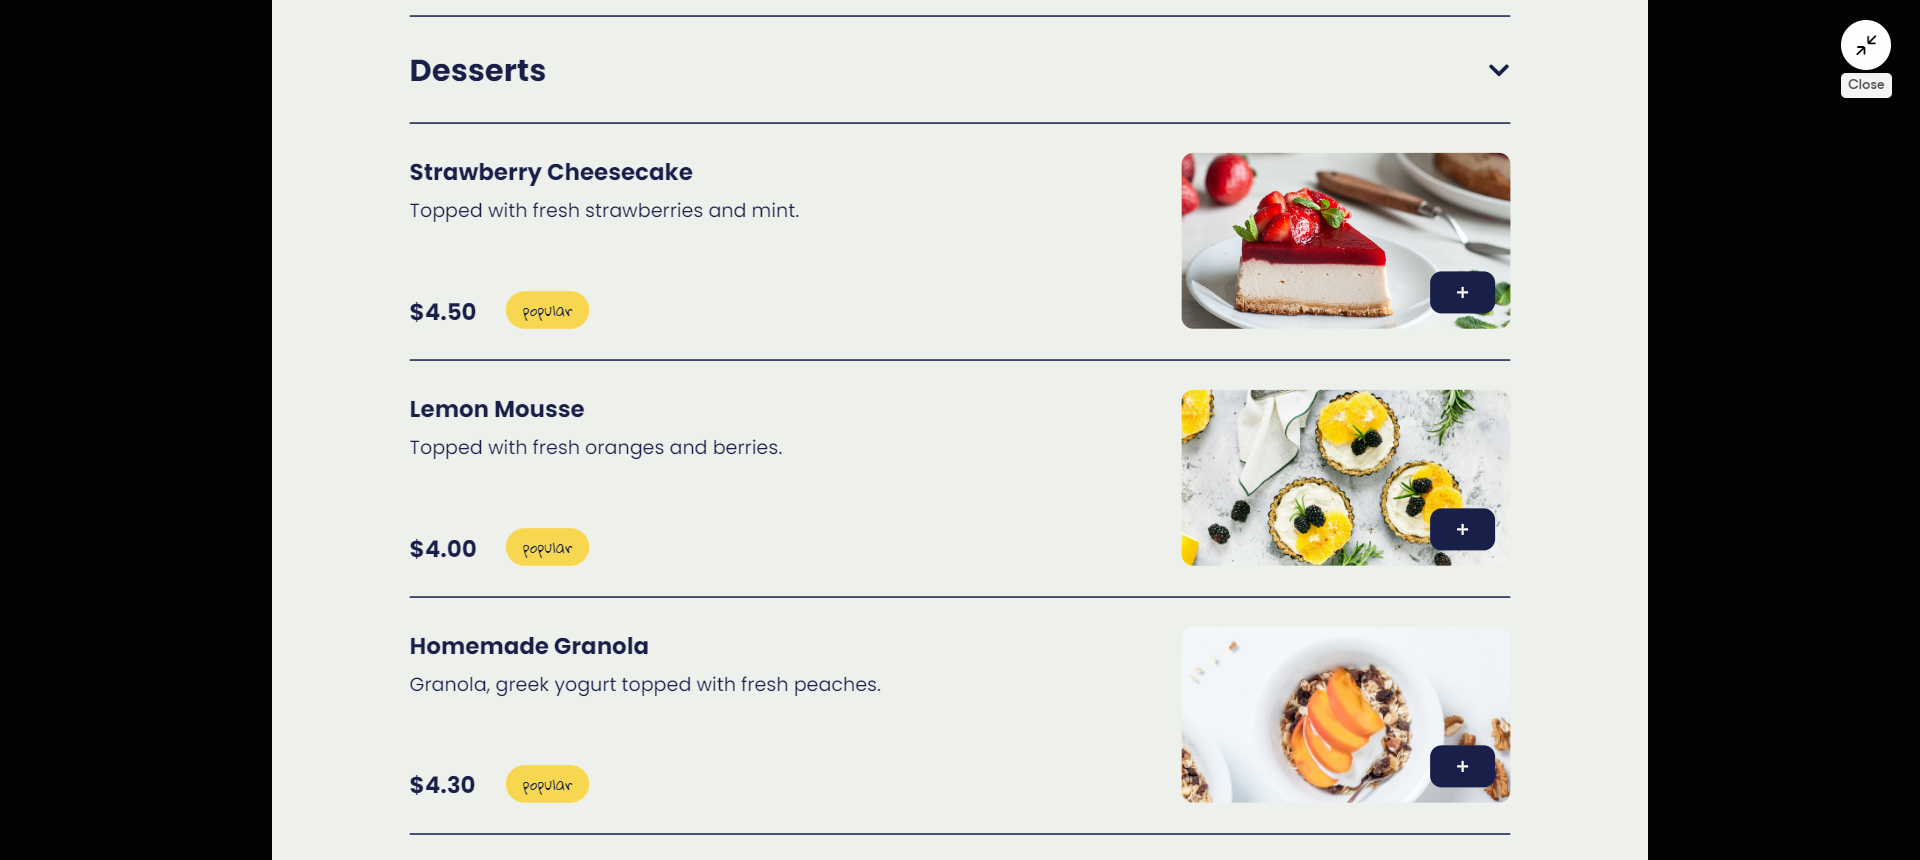 Desserts
Close
Strawberry Cheesecake
Topped with fresh strawberries and mint.
$4.50 popular
+
Lemon Mousse
Topped with fresh oranges and berries.
$4.00 popular
+
Homemade Granola
Granola, greek yogurt topped with fresh peaches.
$4.30 popular
+